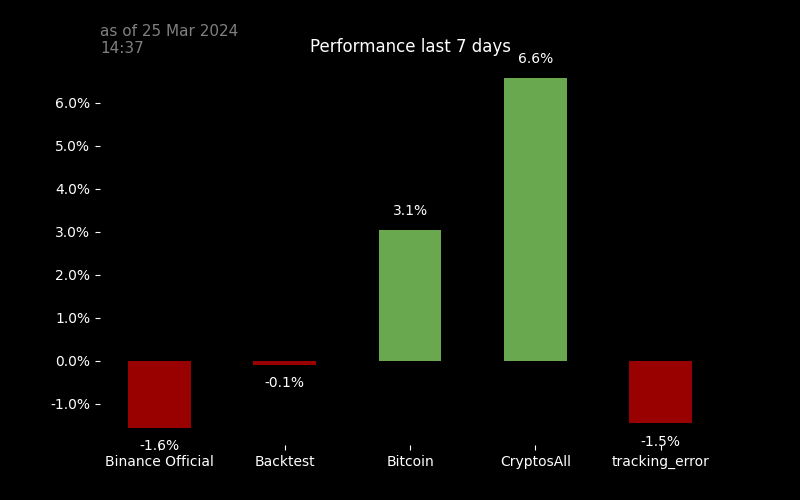 as of 25 Mar 2024
14:37
Performance last 7 days
6.6%
6.0%
5.0%
4.0%
3.1%
3.0%
2.0%
1.0%
0.0%
-0.1%
-1.0%
-1.6%
-1.5%
Binance Official
Backtest
Bitcoin
CryptosAll
tracking_error